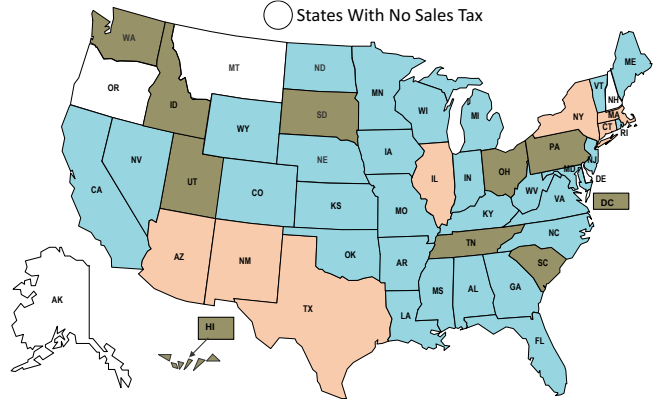 States With No Sales Tax
WA
MT
ND
ME
OR
MN
VT
NH
ID
SD
WI
NY
MA
WY
MI
CT
RI
IA
PA
NJ
NV
NE
OH
MD
DE
UT
IL
IN
CA
CO
WV
VA
DC
KS
MO
KY
NC
TN
AZ
NM
OK
AR
SC
MS
AL
GA
TX
LA
AK
HI
FL